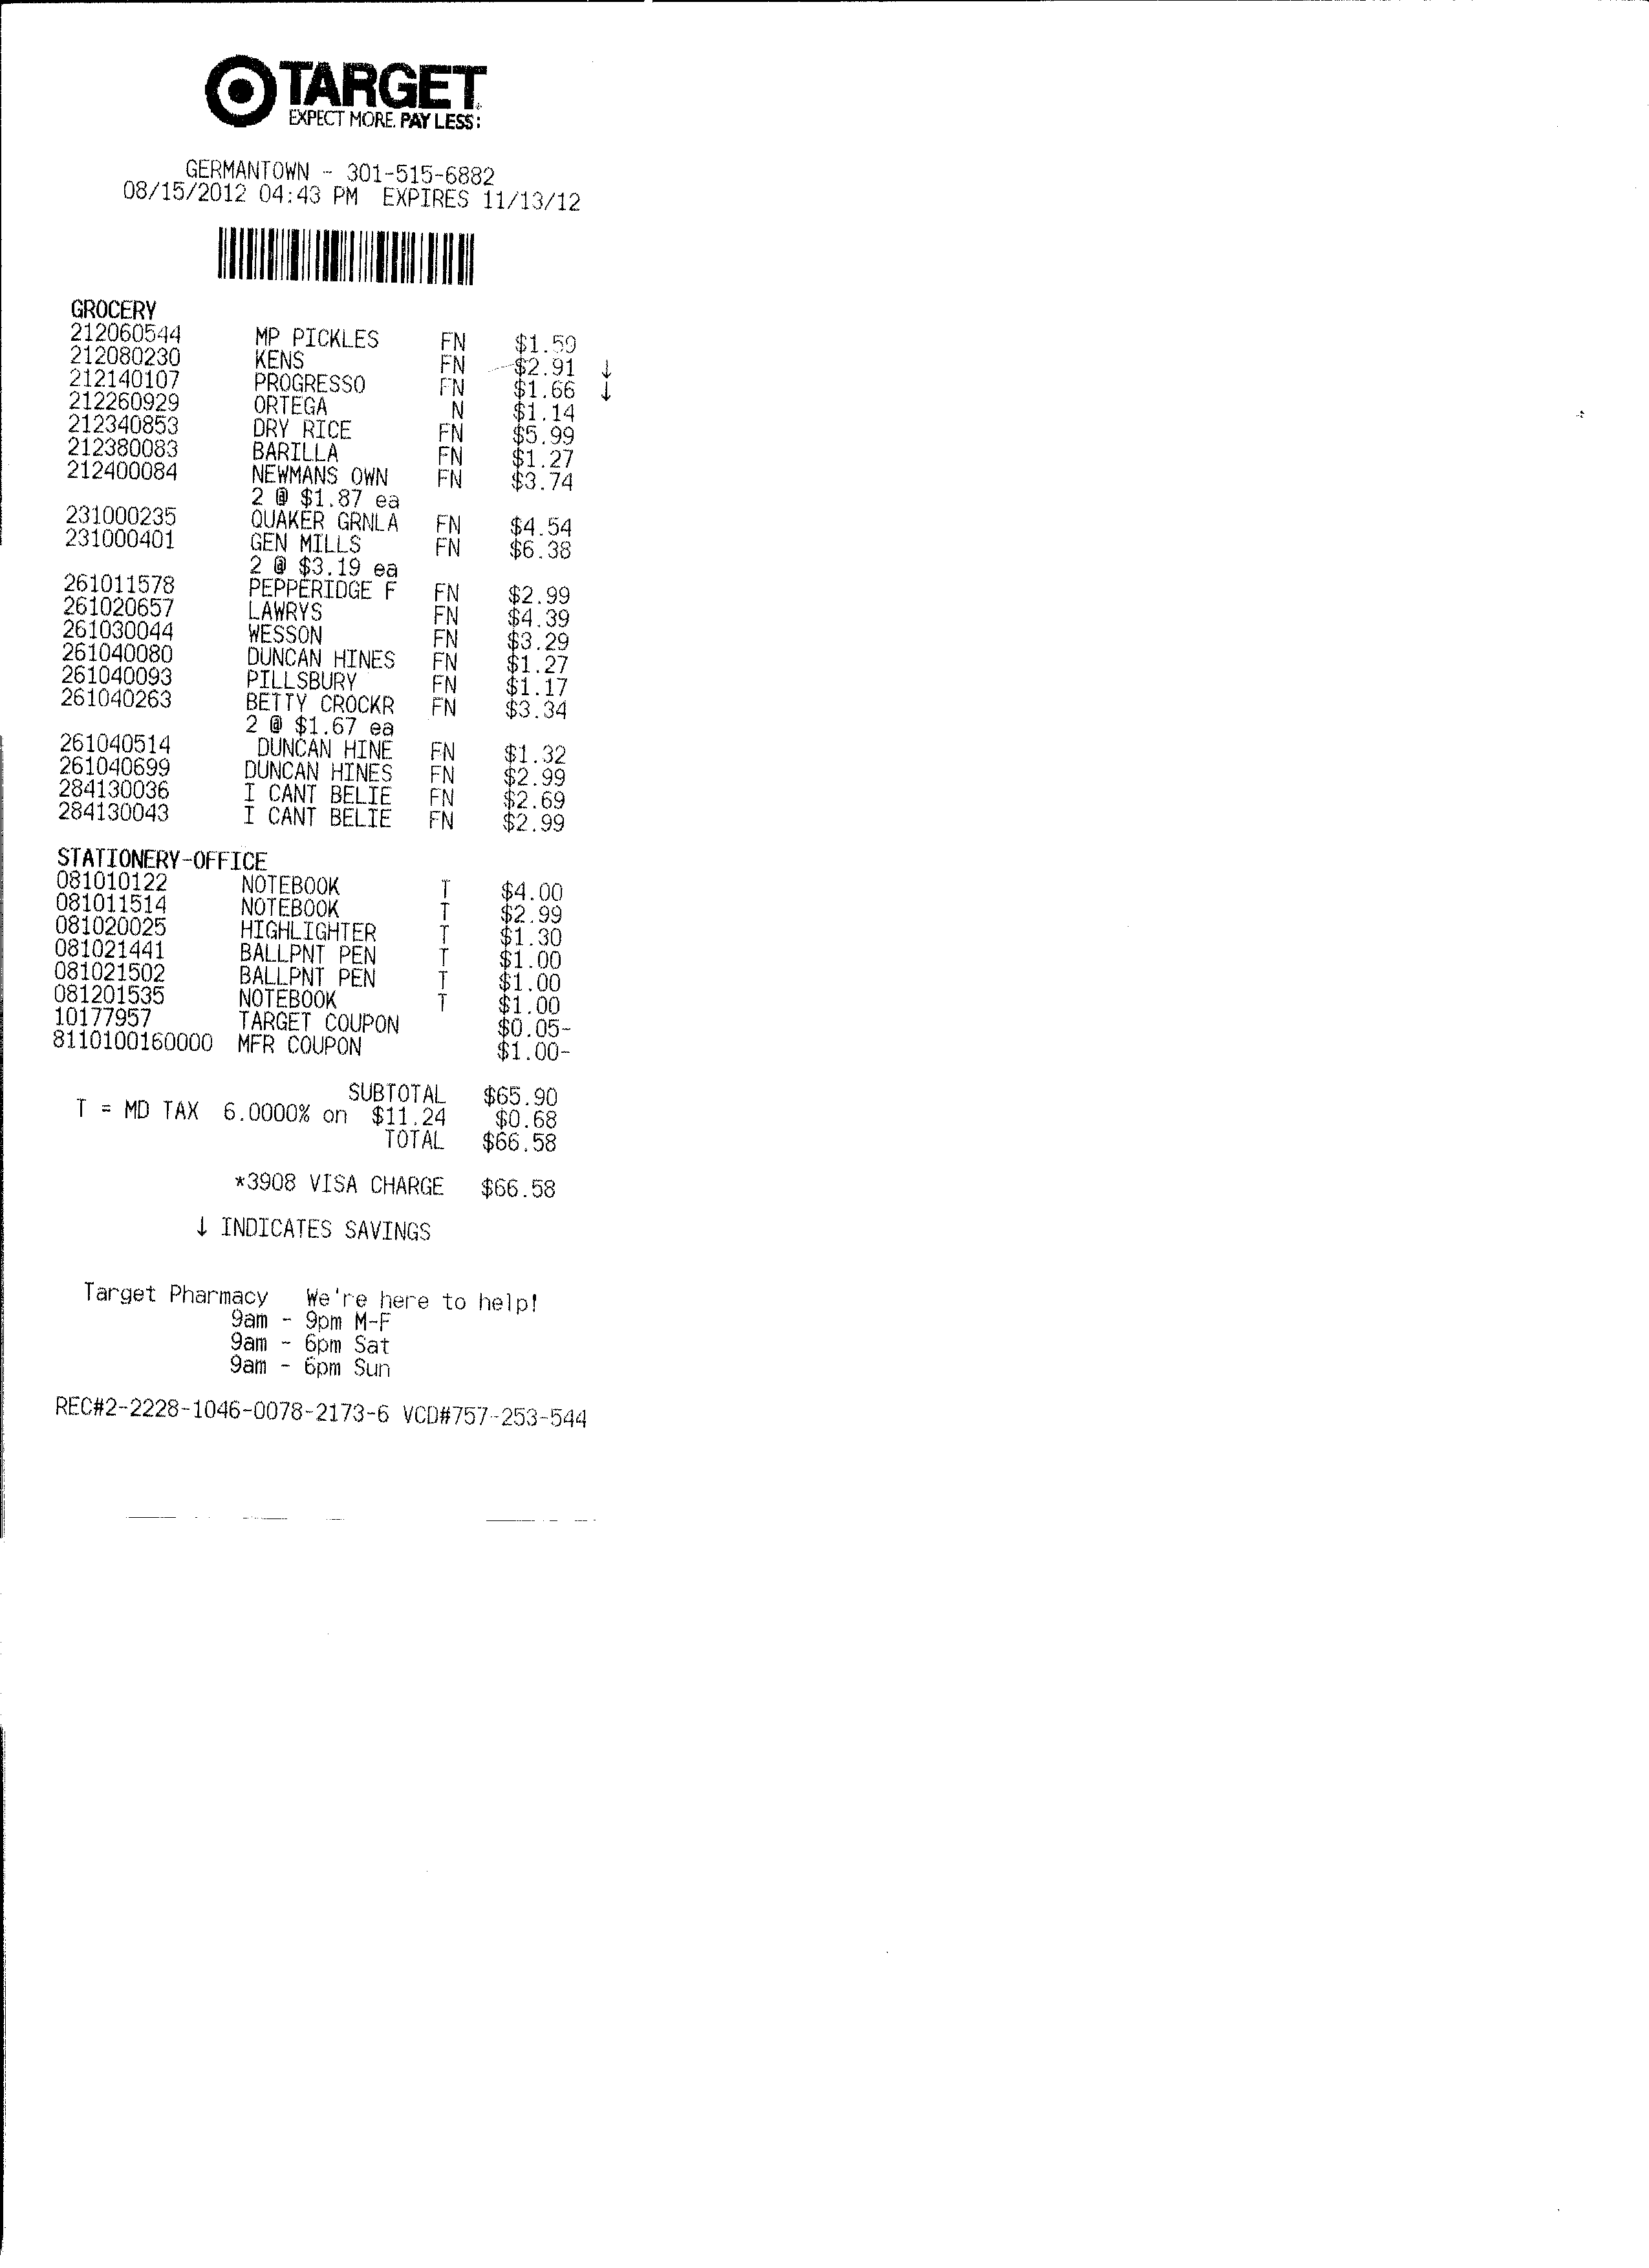 TARGET
EXPECT MORE. PAY LESS.
GERMANTOWN - 301-515-6882
08/15/2012 04:43 PM EXPIRES 11/13/12
GROCERY
212060544 MP PICKLES FN $1.59
212080230 KENS FN $2.91 ↓
212140107 PROGRESSO FN $1.66 ↓
212260929 ORTEGA N $1.14
212340853 DRY RICE FN $5.99
212380083 BARILLA FN $1.27
212400084 NEWMANS OWN FN $3.74
2 @ $1.87 ea
231000235 QUAKER GRNLA FN $4.54
231000401 GEN MILLS FN $6.38
2 @ $3.19 ea
261011578 PEPPERIDGE F FN $2.99
261020657 LAWRYS FN $4.39
261030044 WESSON FN $3.29
261040080 DUNCAN HINES FN $1.27
261040093 PILLSBURY FN $1.17
261040263 BETTY CROCKR FN $3.34
2 @ $1.67 ea
261040514 DUNCAN HINE FN $1.32
261040699 DUNCAN HINES FN $2.99
284130036 I CANT BELIE FN $2.69
284130043 I CANT BELIE FN $2.99
STATIONERY-OFFICE
081010122 NOTEBOOK T $4.00
081011514 NOTEBOOK T $2.99
081020025 HIGHLIGHTER T $1.30
081021441 BALLPNT PEN T $1.00
081021502 BALLPNT PEN T $1.00
081201535 NOTEBOOK T $1.00
10177957 TARGET COUPON $0.05-
8110100160000 MFR COUPON $1.00-
SUBTOTAL $65.90
T = MD TAX 6.0000% on $11.24 $0.68
TOTAL $66.58
*3908 VISA CHARGE $66.58
↓ INDICATES SAVINGS
Target Pharmacy We're here to help!
9am - 9pm M-F
9am - 6pm Sat
9am - 6pm Sun
REC#2-2228-1046-0078-2173-6 VCD#757-253-544